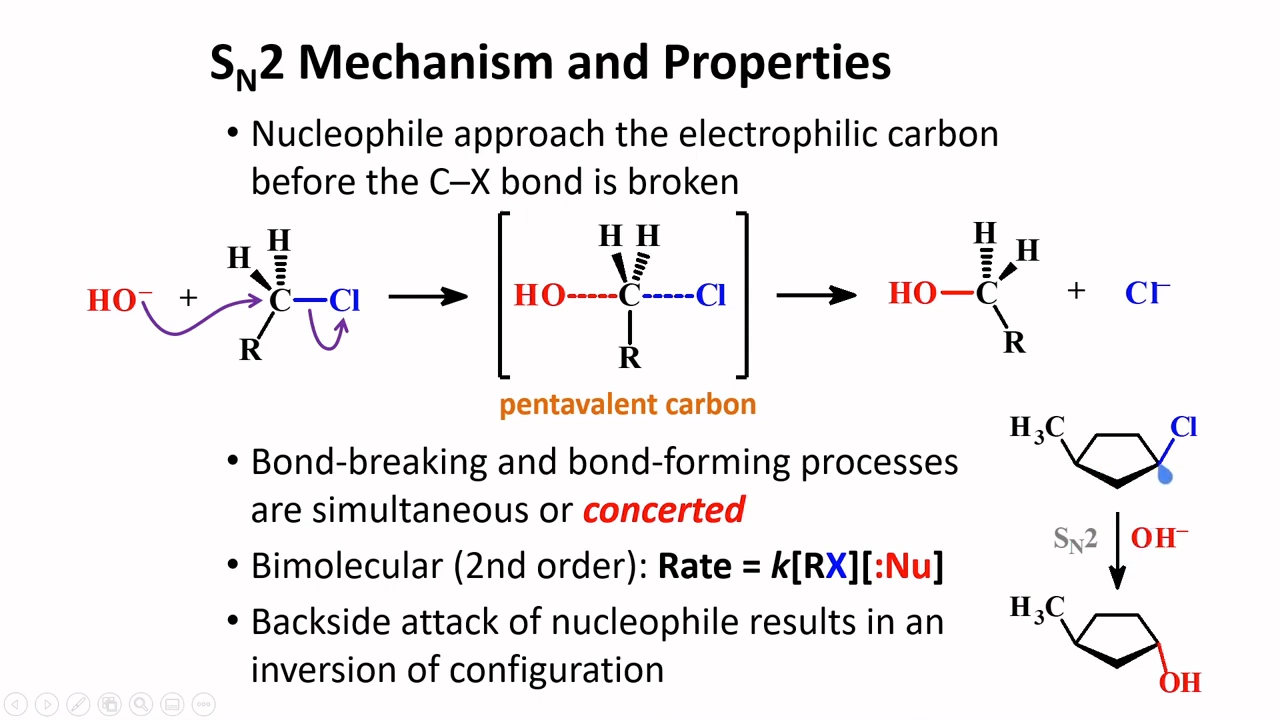 S_N2 Mechanism and Properties
• Nucleophile approach the electrophilic carbon
before the C–X bond is broken
HO⁻ + H H C Cl R
H H HO C Cl R
HO C H H R + Cl⁻
pentavalent carbon
• Bond-breaking and bond-forming processes
are simultaneous or concerted
• Bimolecular (2nd order): Rate = k[RX][:Nu]
• Backside attack of nucleophile results in an
inversion of configuration
H₃C Cl
S_N2 OH⁻
H₃C
OH